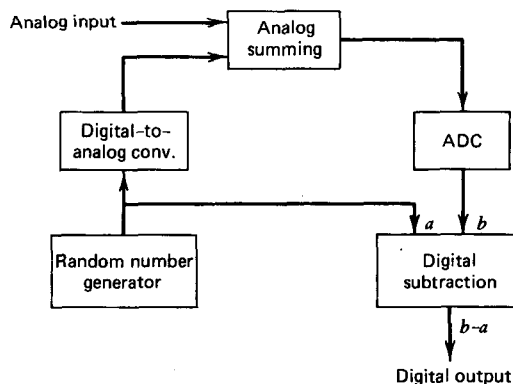 Analog input
Analog
summing
Digital-to-
analog conv.
ADC
a
b
Random number
generator
Digital
subtraction
b-a
Digital output